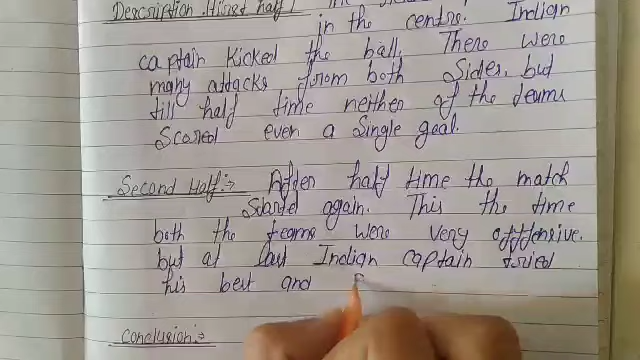 Description (First half) the
in the centre. Indian
captain kicked the ball. There were
many attacks from both Sides, but
till half time neither of the teams
Scored even a Single goal.
Second Half:- After half time the match
Started again. This the time
both the teams were very offfensive.
but at last Indian captain tried
his best and
Conclusion:-